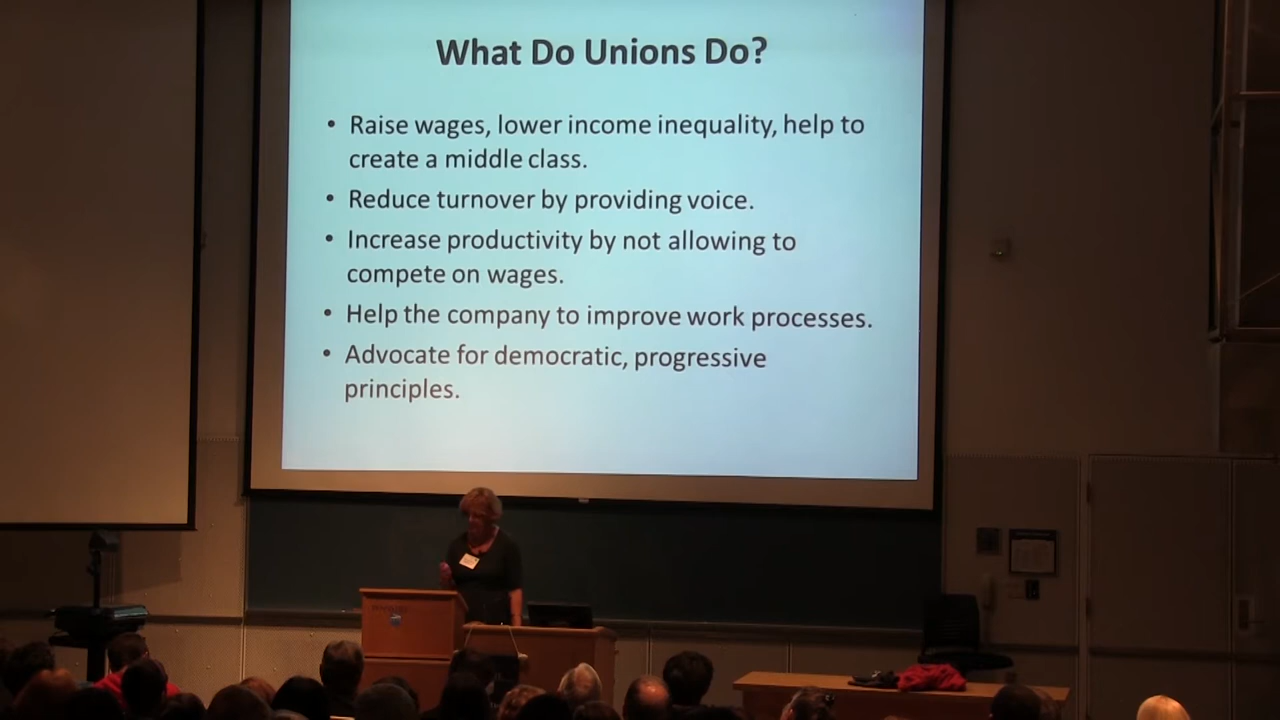 What Do Unions Do?
• Raise wages, lower income inequality, help to
create a middle class.
• Reduce turnover by providing voice.
• Increase productivity by not allowing to
compete on wages.
• Help the company to improve work processes.
• Advocate for democratic, progressive
principles.